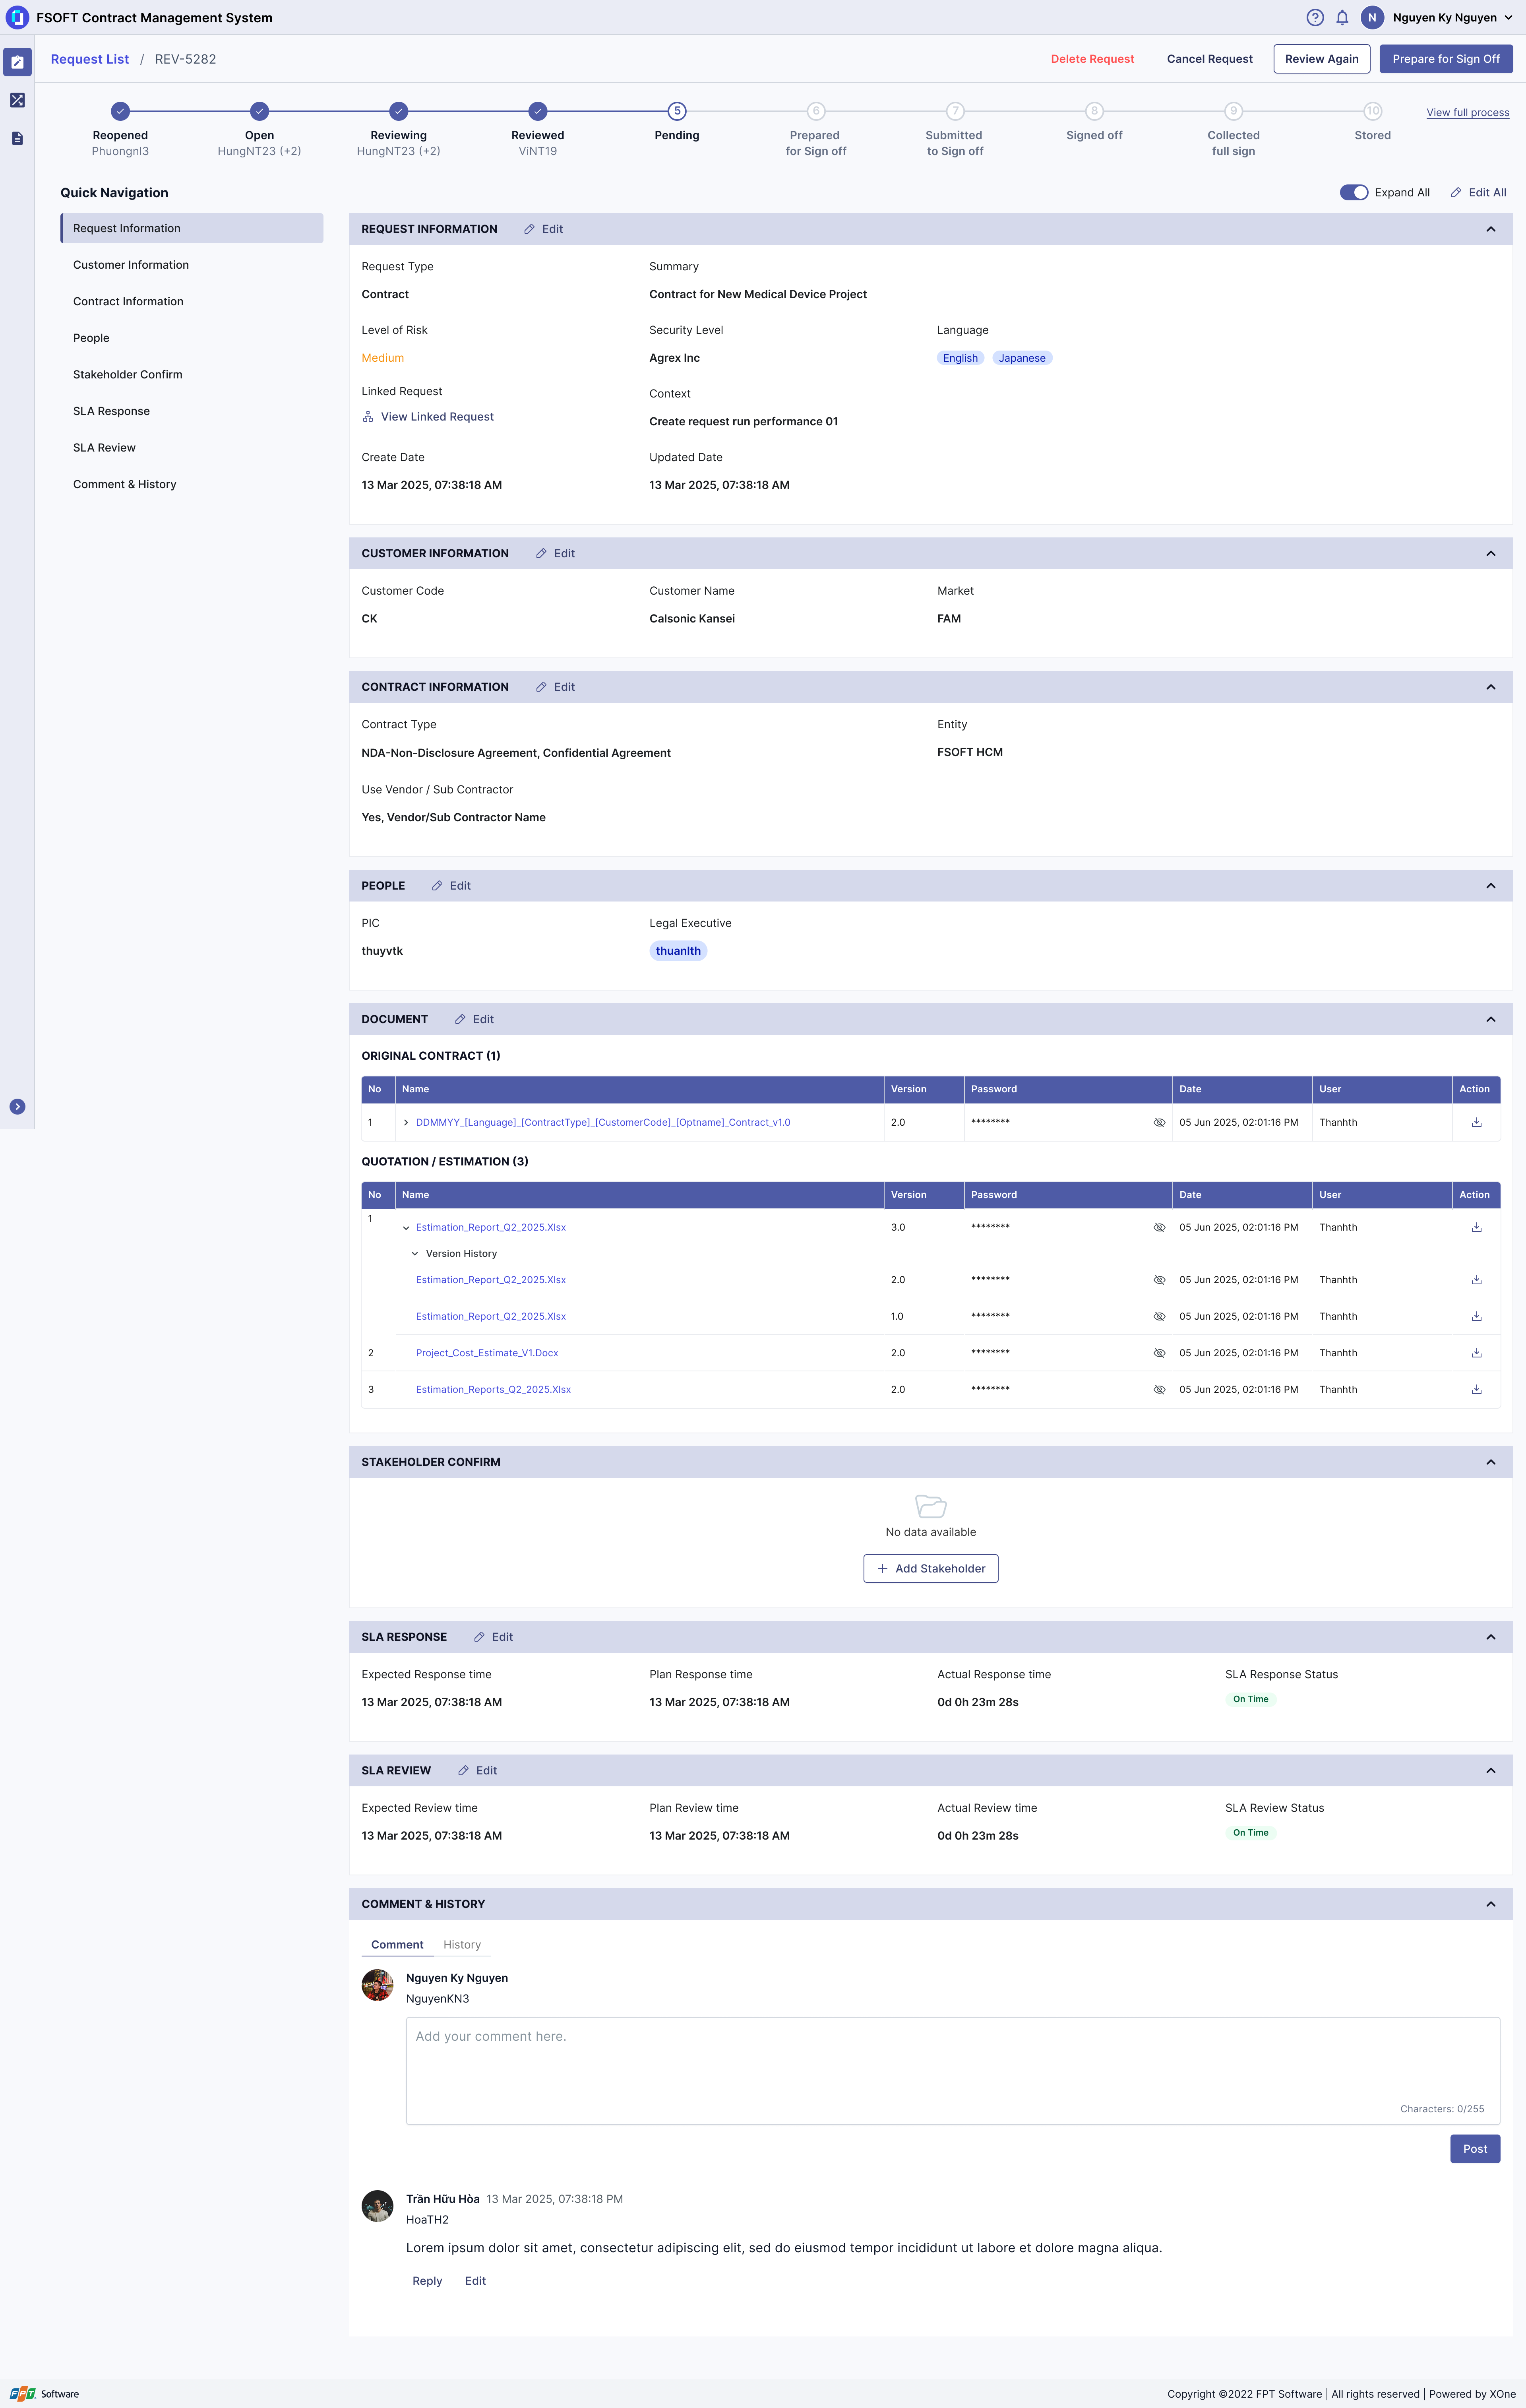 FSOFT Contract Management System
N Nguyen Ky Nguyen
Request List / REV-5282
Delete Request Cancel Request Review Again Prepare for Sign Off
5 6 7 8 9 10
View full process
Reopened Open Reviewing Reviewed Pending Prepared for Sign off Submitted to Sign off Signed off Collected full sign Stored
Phuongnl3 HungNT23 (+2) HungNT23 (+2) ViNT19
Quick Navigation
Expand All Edit All
Request Information
Customer Information
Contract Information
People
Stakeholder Confirm
SLA Response
SLA Review
Comment & History
REQUEST INFORMATION Edit
Request Type Summary
Contract Contract for New Medical Device Project
Level of Risk Security Level Language
Medium Agrex Inc English Japanese
Linked Request Context
View Linked Request Create request run performance 01
Create Date Updated Date
13 Mar 2025, 07:38:18 AM 13 Mar 2025, 07:38:18 AM
CUSTOMER INFORMATION Edit
Customer Code Customer Name Market
CK Calsonic Kansei FAM
CONTRACT INFORMATION Edit
Contract Type Entity
NDA-Non-Disclosure Agreement, Confidential Agreement FSOFT HCM
Use Vendor / Sub Contractor
Yes, Vendor/Sub Contractor Name
PEOPLE Edit
PIC Legal Executive
thuyvtk thuanlth
DOCUMENT Edit
ORIGINAL CONTRACT (1)
No Name Version Password Date User Action
1 DDMMYY_[Language]_[ContractType]_[CustomerCode]_[Optname]_Contract_v1.0 2.0 ******** 05 Jun 2025, 02:01:16 PM Thanhth
QUOTATION / ESTIMATION (3)
No Name Version Password Date User Action
1 Estimation_Report_Q2_2025.Xlsx 3.0 ******** 05 Jun 2025, 02:01:16 PM Thanhth
Version History
Estimation_Report_Q2_2025.Xlsx 2.0 ******** 05 Jun 2025, 02:01:16 PM Thanhth
Estimation_Report_Q2_2025.Xlsx 1.0 ******** 05 Jun 2025, 02:01:16 PM Thanhth
2 Project_Cost_Estimate_V1.Docx 2.0 ******** 05 Jun 2025, 02:01:16 PM Thanhth
3 Estimation_Reports_Q2_2025.Xlsx 2.0 ******** 05 Jun 2025, 02:01:16 PM Thanhth
STAKEHOLDER CONFIRM
No data available
Add Stakeholder
SLA RESPONSE Edit
Expected Response time Plan Response time Actual Response time SLA Response Status
13 Mar 2025, 07:38:18 AM 13 Mar 2025, 07:38:18 AM 0d 0h 23m 28s On Time
SLA REVIEW Edit
Expected Review time Plan Review time Actual Review time SLA Review Status
13 Mar 2025, 07:38:18 AM 13 Mar 2025, 07:38:18 AM 0d 0h 23m 28s On Time
COMMENT & HISTORY
Comment History
Nguyen Ky Nguyen
NguyenKN3
Add your comment here.
Characters: 0/255
Post
Trần Hữu Hòa 13 Mar 2025, 07:38:18 PM
HoaTH2
Lorem ipsum dolor sit amet, consectetur adipiscing elit, sed do eiusmod tempor incididunt ut labore et dolore magna aliqua.
Reply Edit
FPT Software
Copyright ©2022 FPT Software | All rights reserved | Powered by XOne